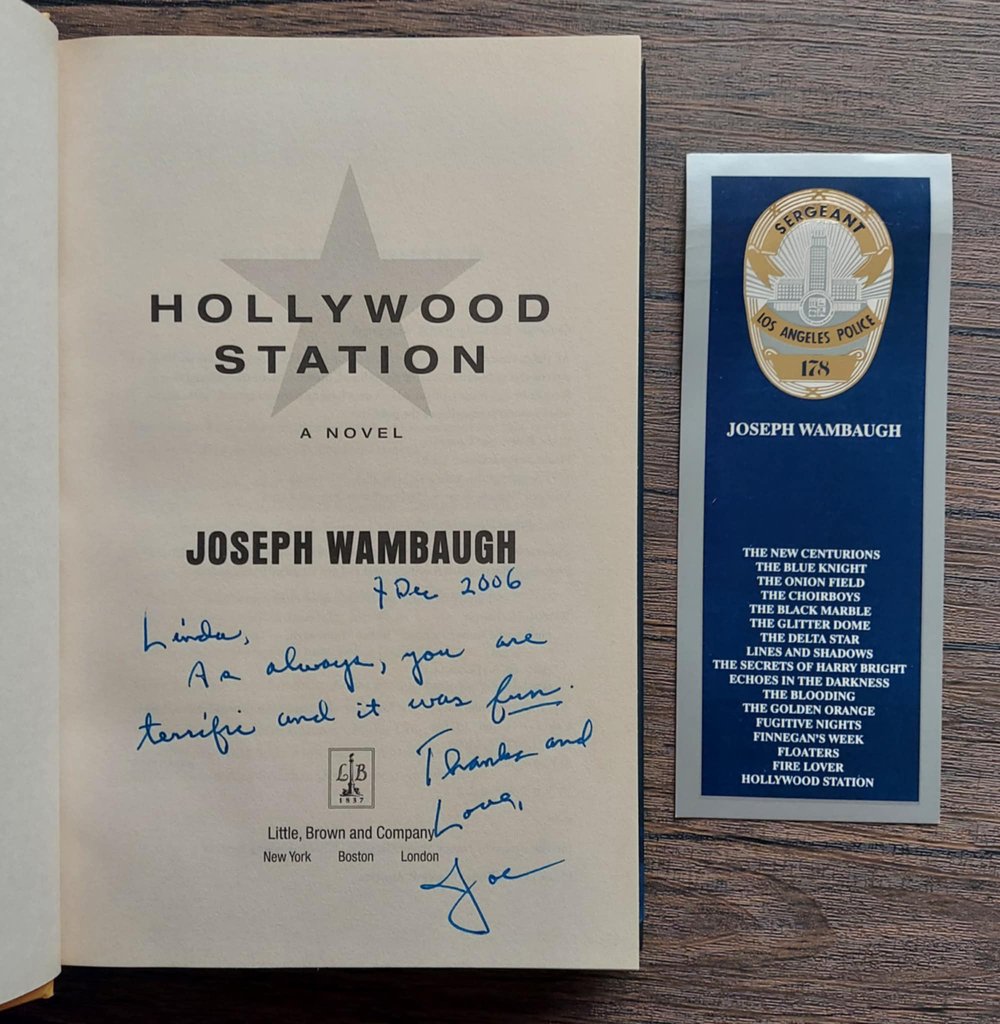 HOLLYWOOD
STATION
A NOVEL
JOSEPH WAMBAUGH
7 Dec 2006
Linda,
As always, you are
terrific and it was fun.
Thanks and
Love,
Joe
L B
1837
Little, Brown and Company
New York Boston London
SERGEANT
LOS ANGELES POLICE
178
JOSEPH WAMBAUGH
THE NEW CENTURIONS
THE BLUE KNIGHT
THE ONION FIELD
THE CHOIRBOYS
THE BLACK MARBLE
THE GLITTER DOME
THE DELTA STAR
LINES AND SHADOWS
THE SECRETS OF HARRY BRIGHT
ECHOES IN THE DARKNESS
THE BLOODING
THE GOLDEN ORANGE
FUGITIVE NIGHTS
FINNEGAN'S WEEK
FLOATERS
FIRE LOVER
HOLLYWOOD STATION